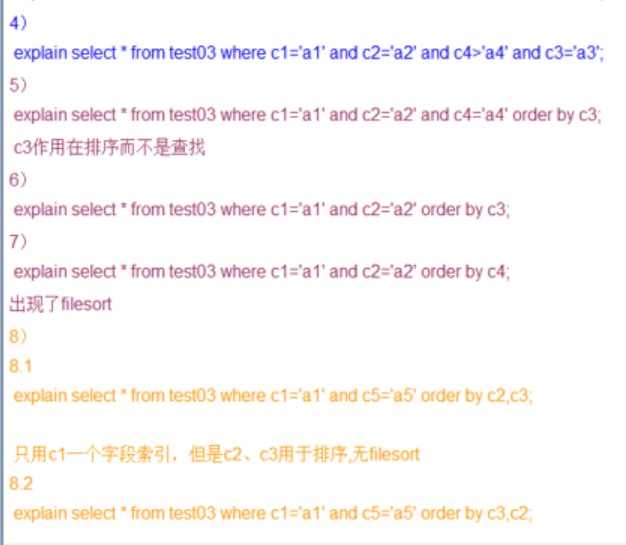 4）
explain select * from test03 where c1='a1' and c2='a2' and c4>'a4' and c3='a3';
5）
explain select * from test03 where c1='a1' and c2='a2' and c4='a4' order by c3;
c3作用在排序而不是查找
6）
explain select * from test03 where c1='a1' and c2='a2' order by c3;
7）
explain select * from test03 where c1='a1' and c2='a2' order by c4;
出现了filesort
8）
8.1
explain select * from test03 where c1='a1' and c5='a5' order by c2,c3;
只用c1一个字段索引，但是c2、c3用于排序,无filesort
8.2
explain select * from test03 where c1='a1' and c5='a5' order by c3,c2;